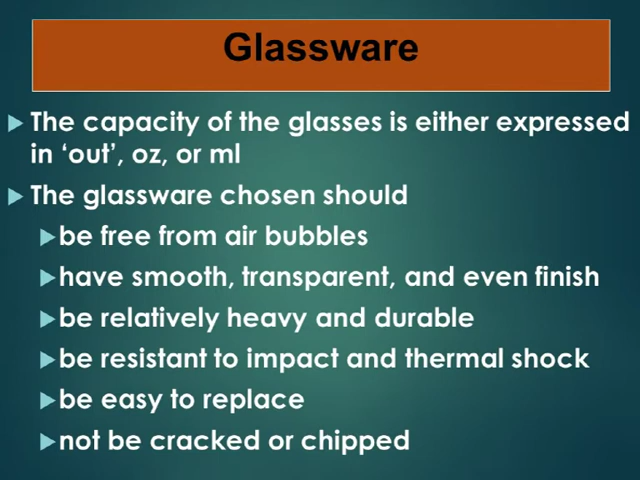 Glassware
The capacity of the glasses is either expressed
in ‘out’, oz, or ml
The glassware chosen should
be free from air bubbles
have smooth, transparent, and even finish
be relatively heavy and durable
be resistant to impact and thermal shock
be easy to replace
not be cracked or chipped